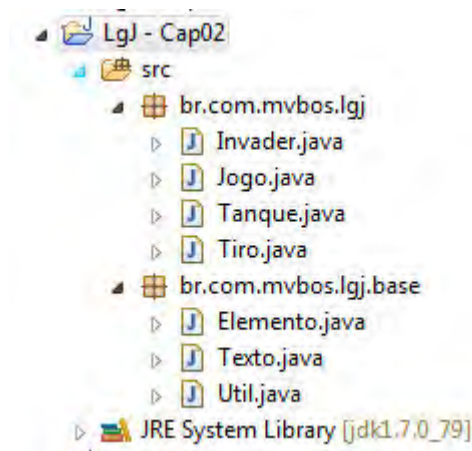 LgJ - Cap02
src
br.com.mvbos.lgj
Invader.java
Jogo.java
Tanque.java
Tiro.java
br.com.mvbos.lgj.base
Elemento.java
Texto.java
Util.java
JRE System Library [jdk1.7.0_79]